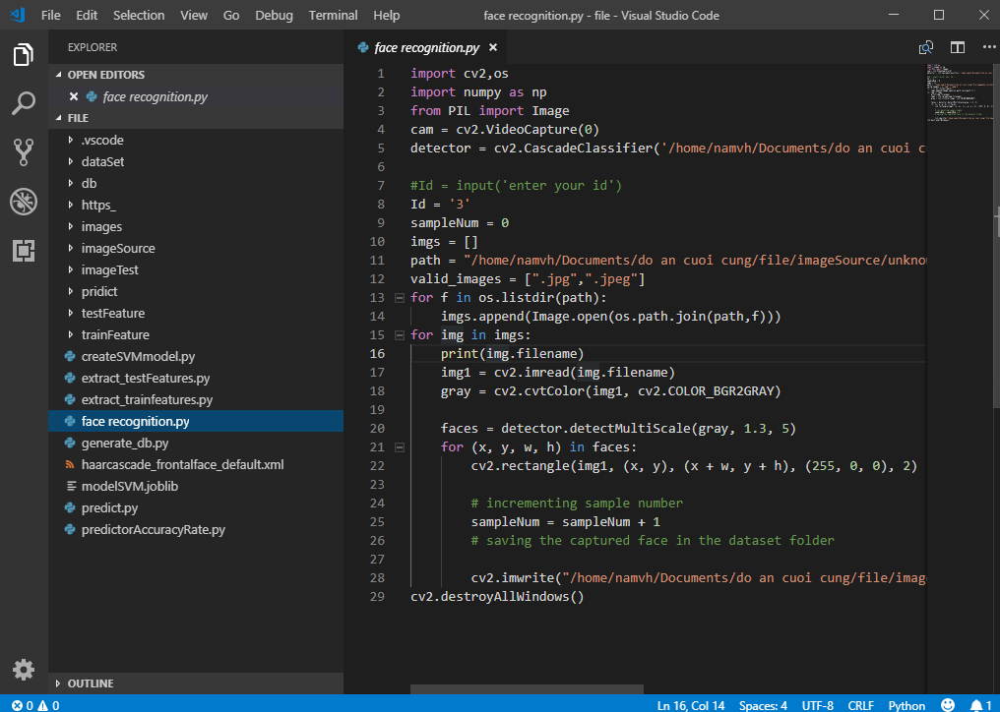 File Edit Selection View Go Debug Terminal Help face recognition.py - file - Visual Studio Code
EXPLORER
OPEN EDITORS
face recognition.py
FILE
.vscode
dataSet
db
https_
images
imageSource
imageTest
pridict
testFeature
trainFeature
createSVMmodel.py
extract_testFeatures.py
extract_trainfeatures.py
face recognition.py
generate_db.py
haarcascade_frontalface_default.xml
modelSVM.joblib
predict.py
predictorAccuracyRate.py
OUTLINE
face recognition.py
1 import cv2,os
2 import numpy as np
3 from PIL import Image
4 cam = cv2.VideoCapture(0)
5 detector = cv2.CascadeClassifier('/home/namvh/Documents/do an cuoi c
6
7 #Id = input('enter your id')
8 Id = '3'
9 sampleNum = 0
10 imgs = []
11 path = "/home/namvh/Documents/do an cuoi cung/file/imageSource/unkno
12 valid_images = [".jpg",".jpeg"]
13 for f in os.listdir(path):
14 imgs.append(Image.open(os.path.join(path,f)))
15 for img in imgs:
16 print(img.filename)
17 img1 = cv2.imread(img.filename)
18 gray = cv2.cvtColor(img1, cv2.COLOR_BGR2GRAY)
19
20 faces = detector.detectMultiScale(gray, 1.3, 5)
21 for (x, y, w, h) in faces:
22 cv2.rectangle(img1, (x, y), (x + w, y + h), (255, 0, 0), 2)
23
24 # incrementing sample number
25 sampleNum = sampleNum + 1
26 # saving the captured face in the dataset folder
27
28 cv2.imwrite("/home/namvh/Documents/do an cuoi cung/file/imag
29 cv2.destroyAllWindows()
0 0 Ln 16, Col 14 Spaces: 4 UTF-8 CRLF Python 1